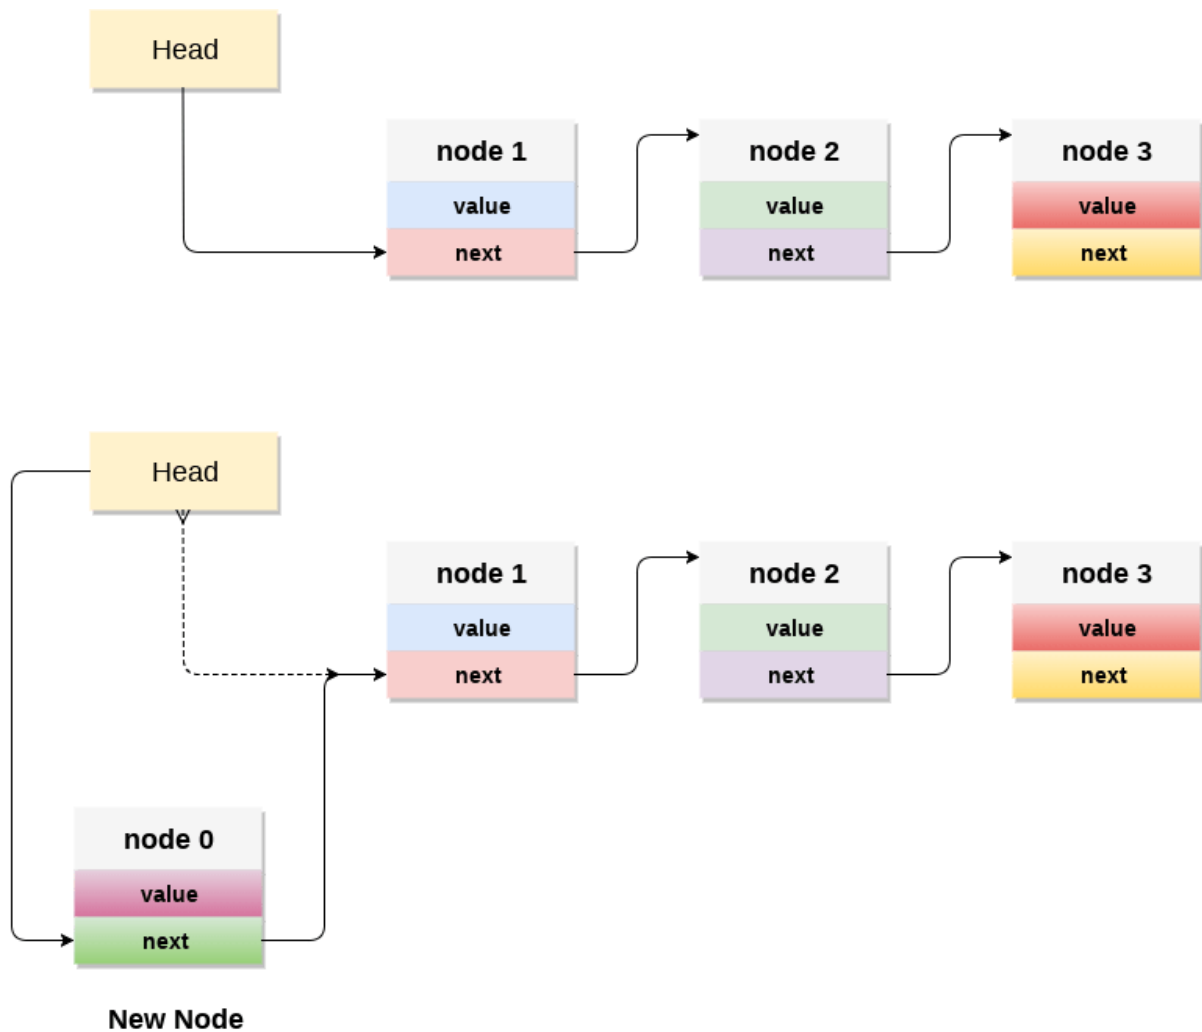 Head
node 1
value
next
node 2
value
next
node 3
value
next
Head
node 1
value
next
node 2
value
next
node 3
value
next
node 0
value
next
New Node